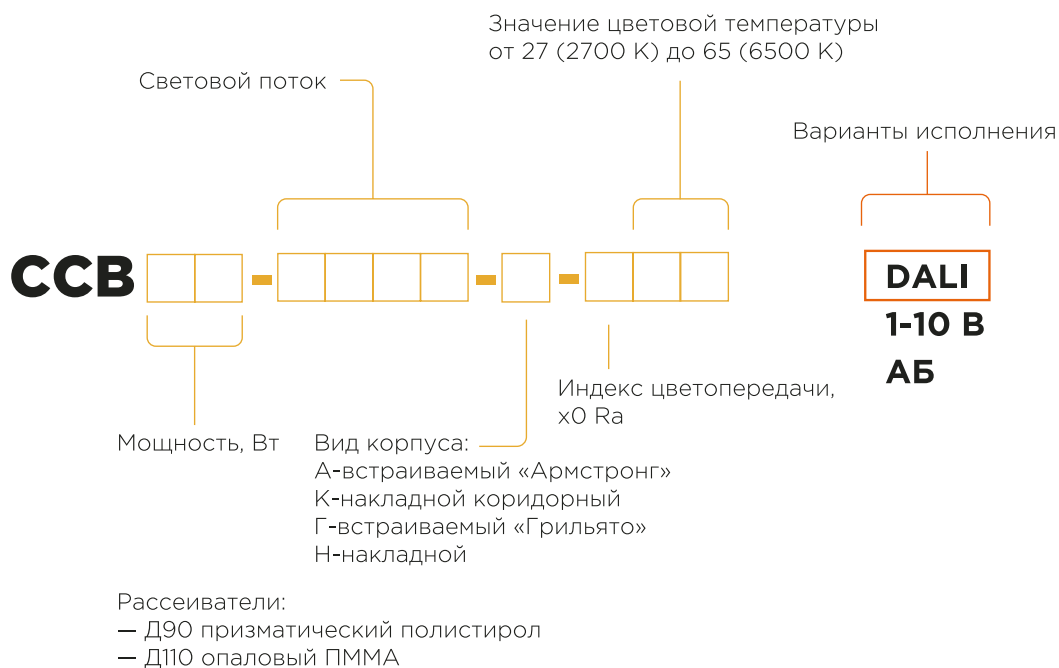 Значение цветовой температуры
от 27 (2700 К) до 65 (6500 К)
Световой поток
Варианты исполнения
ССВ - - -
DALI
1-10 В
АБ
Индекс цветопередачи,
х0 Ra
Мощность, Вт
Вид корпуса:
А-встраиваемый «Армстронг»
К-накладной коридорный
Г-встраиваемый «Грильято»
Н-накладной
Рассеиватели:
— Д90 призматический полистирол
— Д110 опаловый ПММА